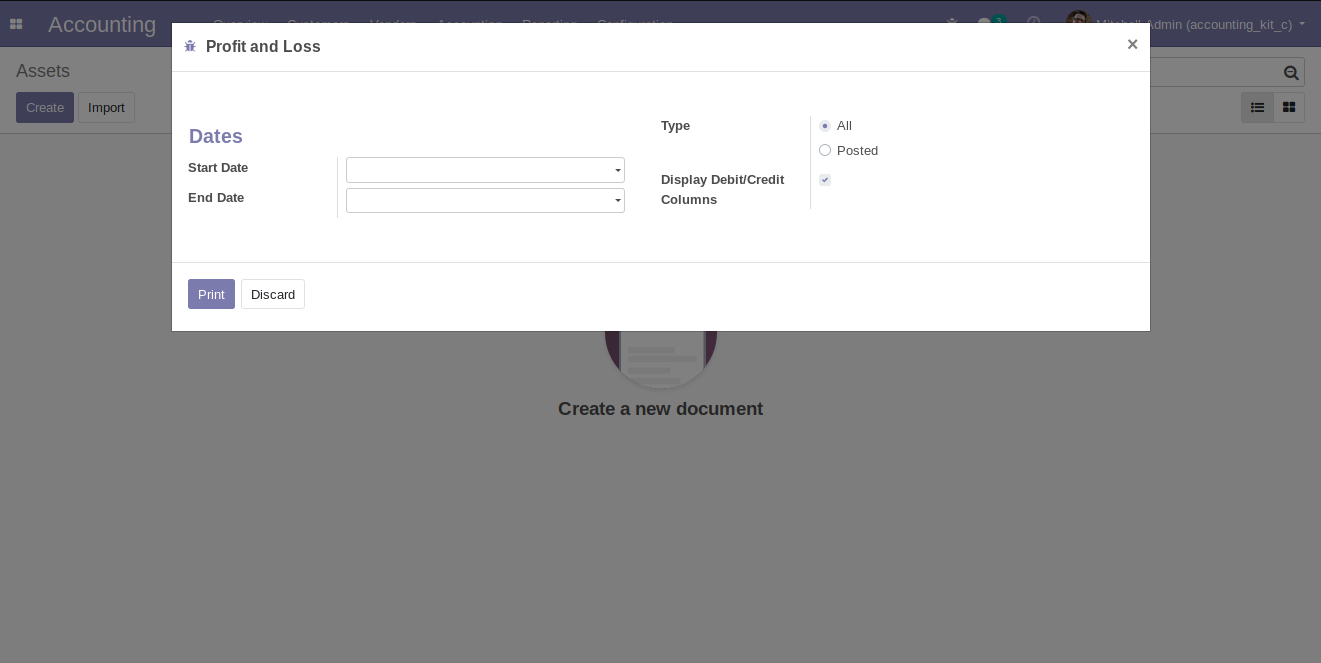 Accounting
Overview Customers Vendors Accounting Reporting Configuration
3
Mitchell Admin (accounting_kit_c)
Profit and Loss
×
Assets
Create Import
Dates
Start Date
End Date
Type
All
Posted
Display Debit/Credit
Columns
Print Discard
Create a new document